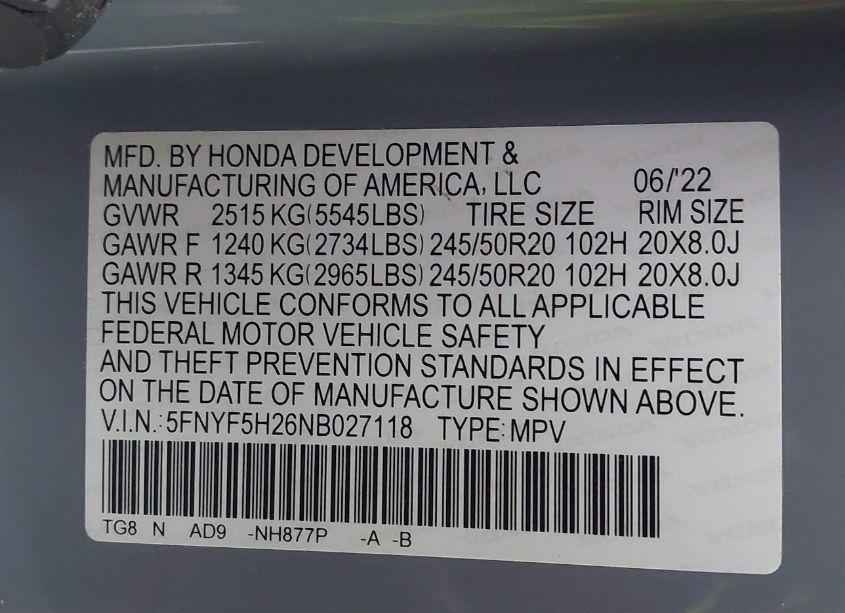 MFD. BY HONDA DEVELOPMENT &
MANUFACTURING OF AMERICA, LLC 06/'22
GVWR 2515 KG(5545LBS) TIRE SIZE RIM SIZE
GAWR F 1240 KG(2734LBS) 245/50R20 102H 20X8.0J
GAWR R 1345 KG(2965LBS) 245/50R20 102H 20X8.0J
THIS VEHICLE CONFORMS TO ALL APPLICABLE
FEDERAL MOTOR VEHICLE SAFETY
AND THEFT PREVENTION STANDARDS IN EFFECT
ON THE DATE OF MANUFACTURE SHOWN ABOVE.
V.I.N.: 5FNYF5H26NB027118 TYPE: MPV
TG8 N AD9 -NH877P -A -B